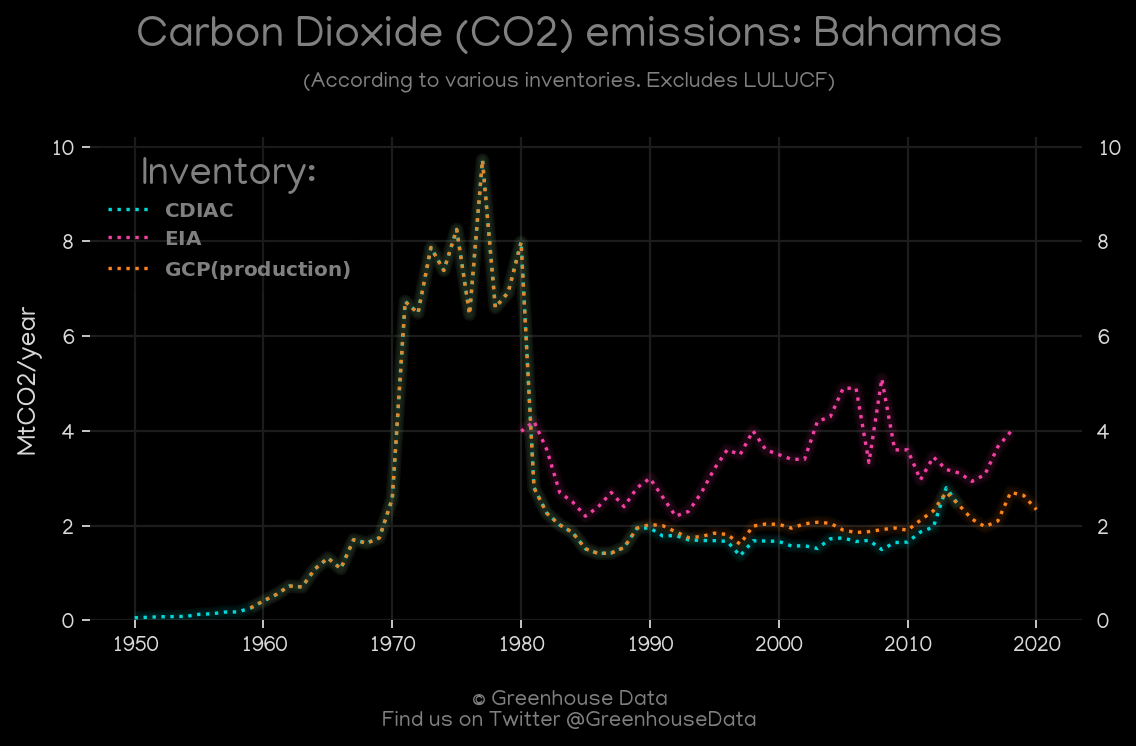 Carbon Dioxide (CO2) emissions: Bahamas
(According to various inventories. Excludes LULUCF)
Inventory:
CDIAC
EIA
GCP(production)
MtCO2/year
10
8
6
4
2
0
10
8
6
4
2
0
1950 1960 1970 1980 1990 2000 2010 2020
© Greenhouse Data
Find us on Twitter @GreenhouseData